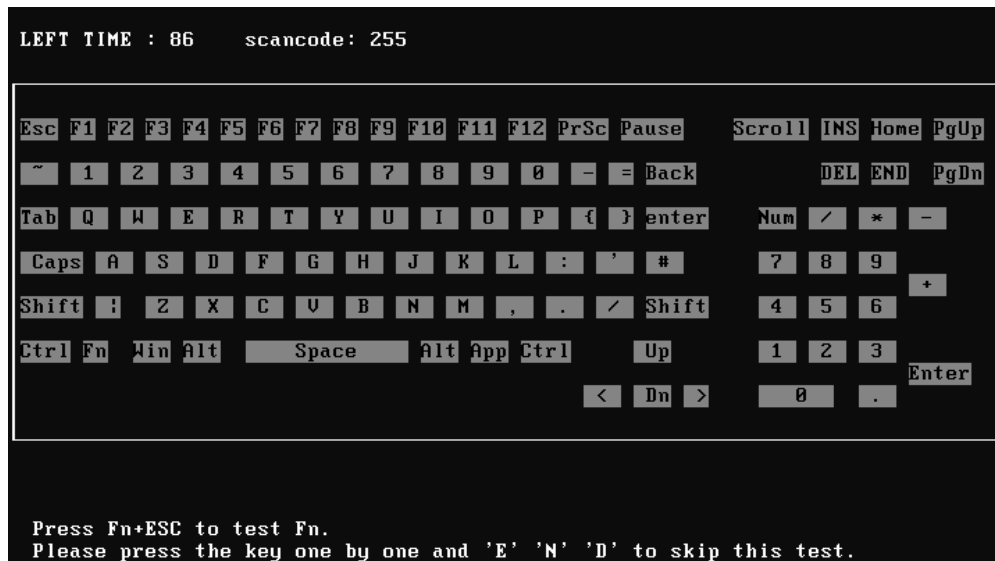 LEFT TIME : 86 scancode: 255
Esc F1 F2 F3 F4 F5 F6 F7 F8 F9 F10 F11 F12 PrSc Pause Scroll INS Home PgUp
~ 1 2 3 4 5 6 7 8 9 0 - = Back DEL END PgDn
Tab Q W E R T Y U I O P { } enter Num / * -
Caps A S D F G H J K L : ' # 7 8 9
+
Shift ¦ Z X C V B N M , . / Shift 4 5 6
Ctrl Fn Win Alt Space Alt App Ctrl Up 1 2 3
Enter
< Dn > 0 .
Press Fn+ESC to test Fn.
Please press the key one by one and 'E' 'N' 'D' to skip this test.